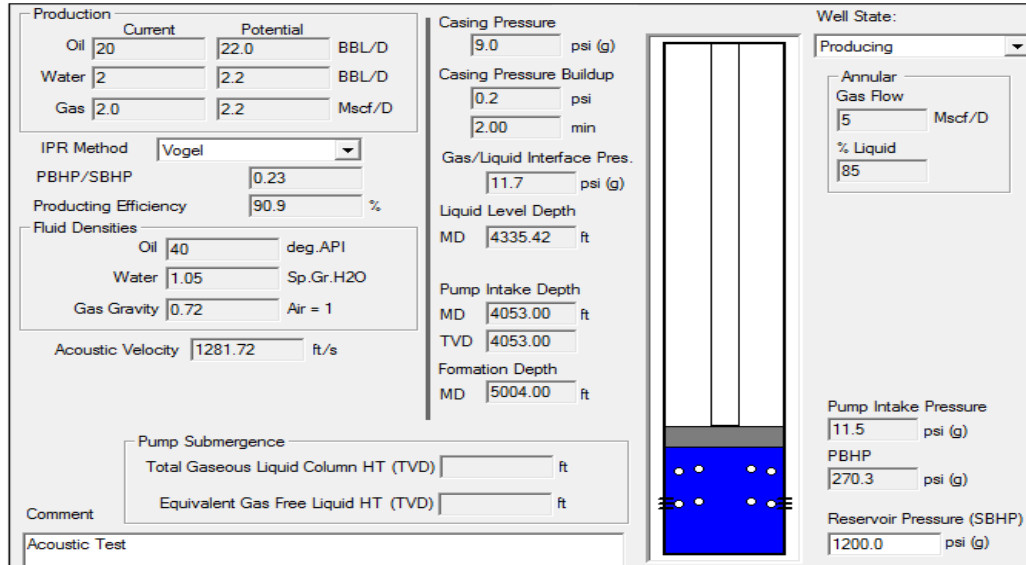 Production
Current Potential
Oil 20 22.0 BBL/D
Water 2 2.2 BBL/D
Gas 2.0 2.2 Mscf/D
IPR Method Vogel
PBHP/SBHP 0.23
Producting Efficiency 90.9 %
Fluid Densities
Oil 40 deg.API
Water 1.05 Sp.Gr.H2O
Gas Gravity 0.72 Air = 1
Acoustic Velocity 1281.72 ft/s
Casing Pressure
9.0 psi (g)
Casing Pressure Buildup
0.2 psi
2.00 min
Gas/Liquid Interface Pres.
11.7 psi (g)
Liquid Level Depth
MD 4335.42 ft
Pump Intake Depth
MD 4053.00 ft
TVD 4053.00
Formation Depth
MD 5004.00 ft
Pump Submergence
Total Gaseous Liquid Column HT (TVD) ft
Equivalent Gas Free Liquid HT (TVD) ft
Comment
Acoustic Test
Well State:
Producing
Annular
Gas Flow
5 Mscf/D
% Liquid
85
Pump Intake Pressure
11.5 psi (g)
PBHP
270.3 psi (g)
Reservoir Pressure (SBHP)
1200.0 psi (g)